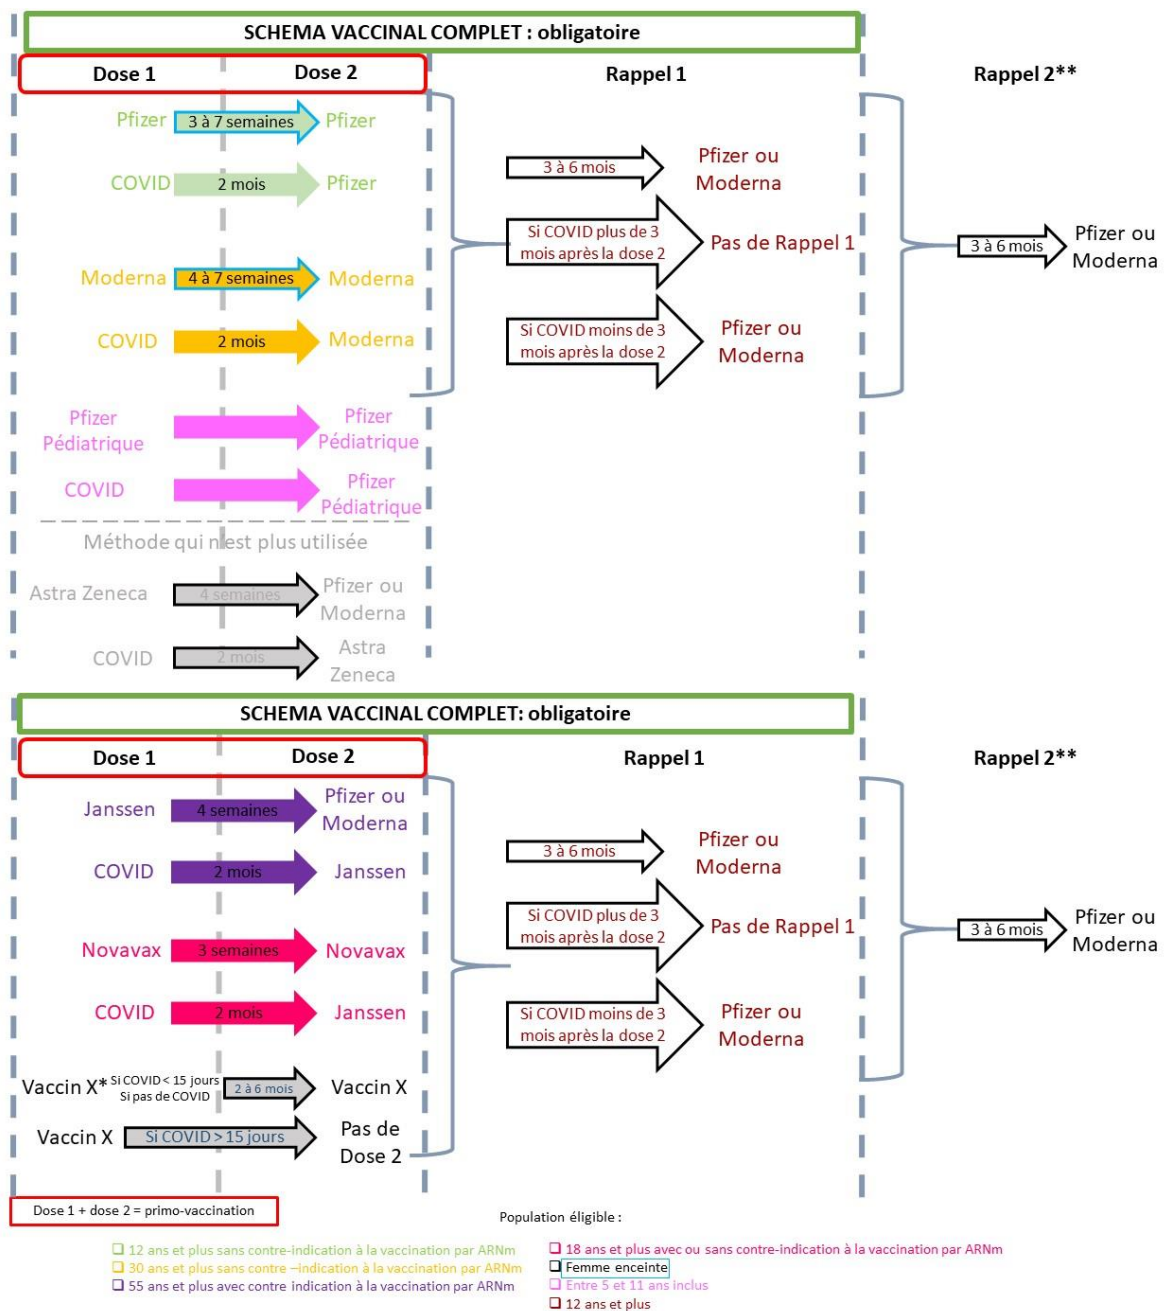 SCHEMA VACCINAL COMPLET : obligatoire
Dose 1
Dose 2
Rappel 1
Rappel 2**
Pfizer
3 à 7 semaines
Pfizer
COVID
2 mois
Pfizer
Moderna
4 à 7 semaines
Moderna
COVID
2 mois
Moderna
Pfizer
Pédiatrique
Pfizer
Pédiatrique
COVID
Pfizer
Pédiatrique
Méthode qui n'est plus utilisée
Astra Zeneca
4 semaines
Pfizer ou
Moderna
COVID
2 mois
Astra
Zeneca
3 à 6 mois
Pfizer ou
Moderna
Si COVID plus de 3
mois après la dose 2
Pas de Rappel 1
Si COVID moins de 3
mois après la dose 2
Pfizer ou
Moderna
3 à 6 mois
Pfizer ou
Moderna
SCHEMA VACCINAL COMPLET: obligatoire
Dose 1
Dose 2
Rappel 1
Rappel 2**
Janssen
4 semaines
Pfizer ou
Moderna
COVID
2 mois
Janssen
Novavax
3 semaines
Novavax
COVID
2 mois
Janssen
Vaccin X*
Si COVID < 15 jours
Si pas de COVID
2 à 6 mois
Vaccin X
Vaccin X
Si COVID > 15 jours
Pas de
Dose 2
3 à 6 mois
Pfizer ou
Moderna
Si COVID plus de 3
mois après la dose 2
Pas de Rappel 1
Si COVID moins de 3
mois après la dose 2
Pfizer ou
Moderna
3 à 6 mois
Pfizer ou
Moderna
Dose 1 + dose 2 = primo-vaccination
Population éligible :
12 ans et plus sans contre-indication à la vaccination par ARNm
30 ans et plus sans contre –indication à la vaccination par ARNm
55 ans et plus avec contre indication à la vaccination par ARNm
18 ans et plus avec ou sans contre-indication à la vaccination par ARNm
Femme enceinte
Entre 5 et 11 ans inclus
12 ans et plus